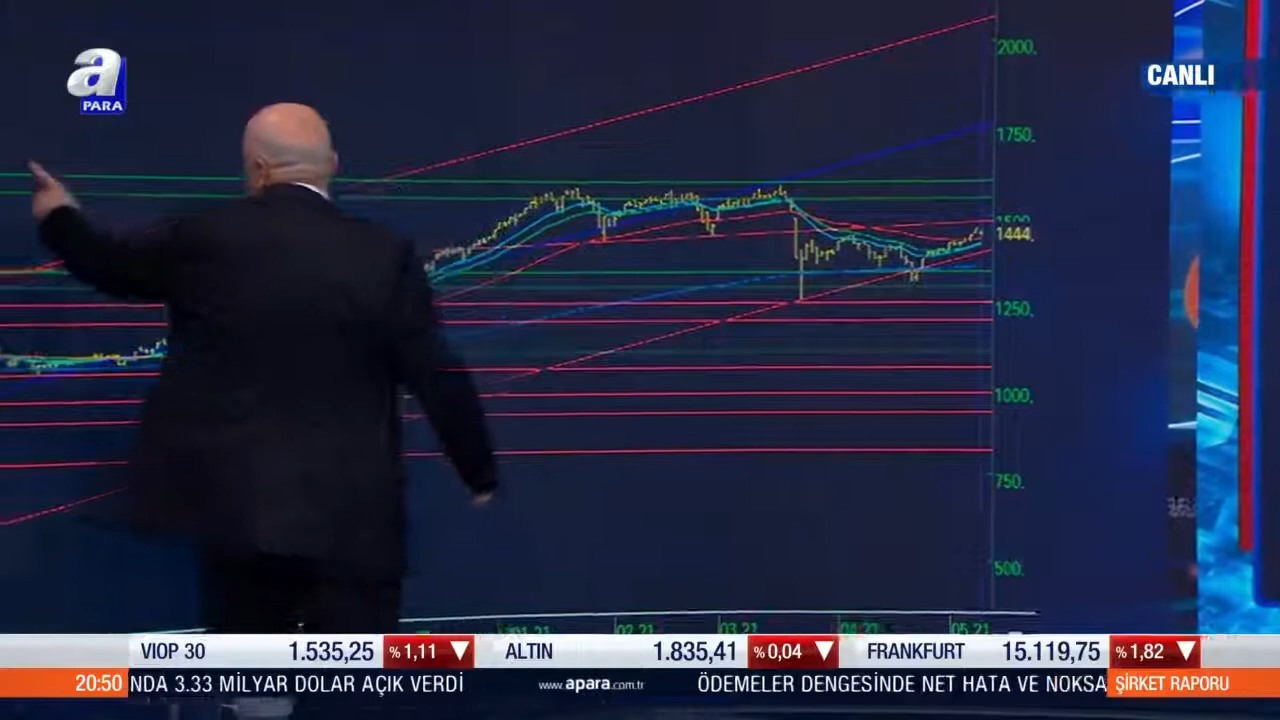 a
PARA
CANLI
2000.
1750.
1500
1444.
1250.
1000.
750.
500.
01.21
02.21
03.21
04.21
05.21
VIOP 30 1.535,25 %1,11 ALTIN 1.835,41 %0,04 FRANKFURT 15.119,75 %1,82
20:50 NDA 3.33 MİLYAR DOLAR AÇIK VERDİ www.apara.com.tr ÖDEMELER DENGESİNDE NET HATA VE NOKSA ŞİRKET RAPORU